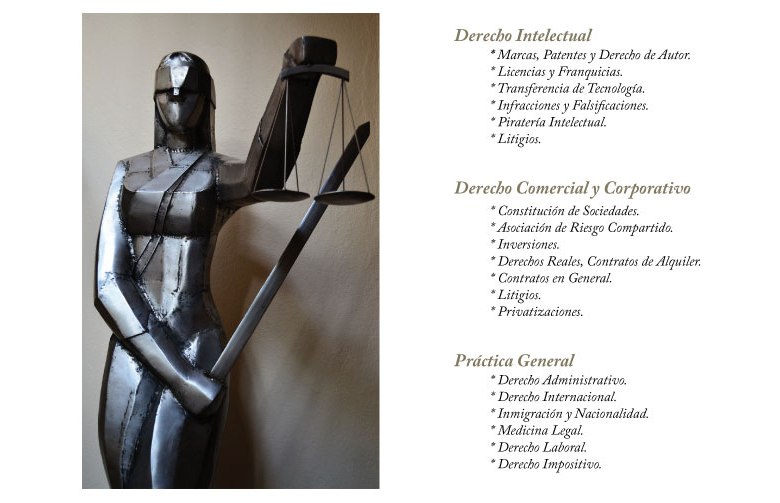 Derecho Intelectual
* Marcas, Patentes y Derecho de Autor.
* Licencias y Franquicias.
* Transferencia de Tecnología.
* Infracciones y Falsificaciones.
* Piratería Intelectual.
* Litigios.
Derecho Comercial y Corporativo
* Constitución de Sociedades.
* Asociación de Riesgo Compartido.
* Inversiones.
* Derechos Reales, Contratos de Alquiler.
* Contratos en General.
* Litigios.
* Privatizaciones.
Práctica General
* Derecho Administrativo.
* Derecho Internacional.
* Inmigración y Nacionalidad.
* Medicina Legal.
* Derecho Laboral.
* Derecho Impositivo.